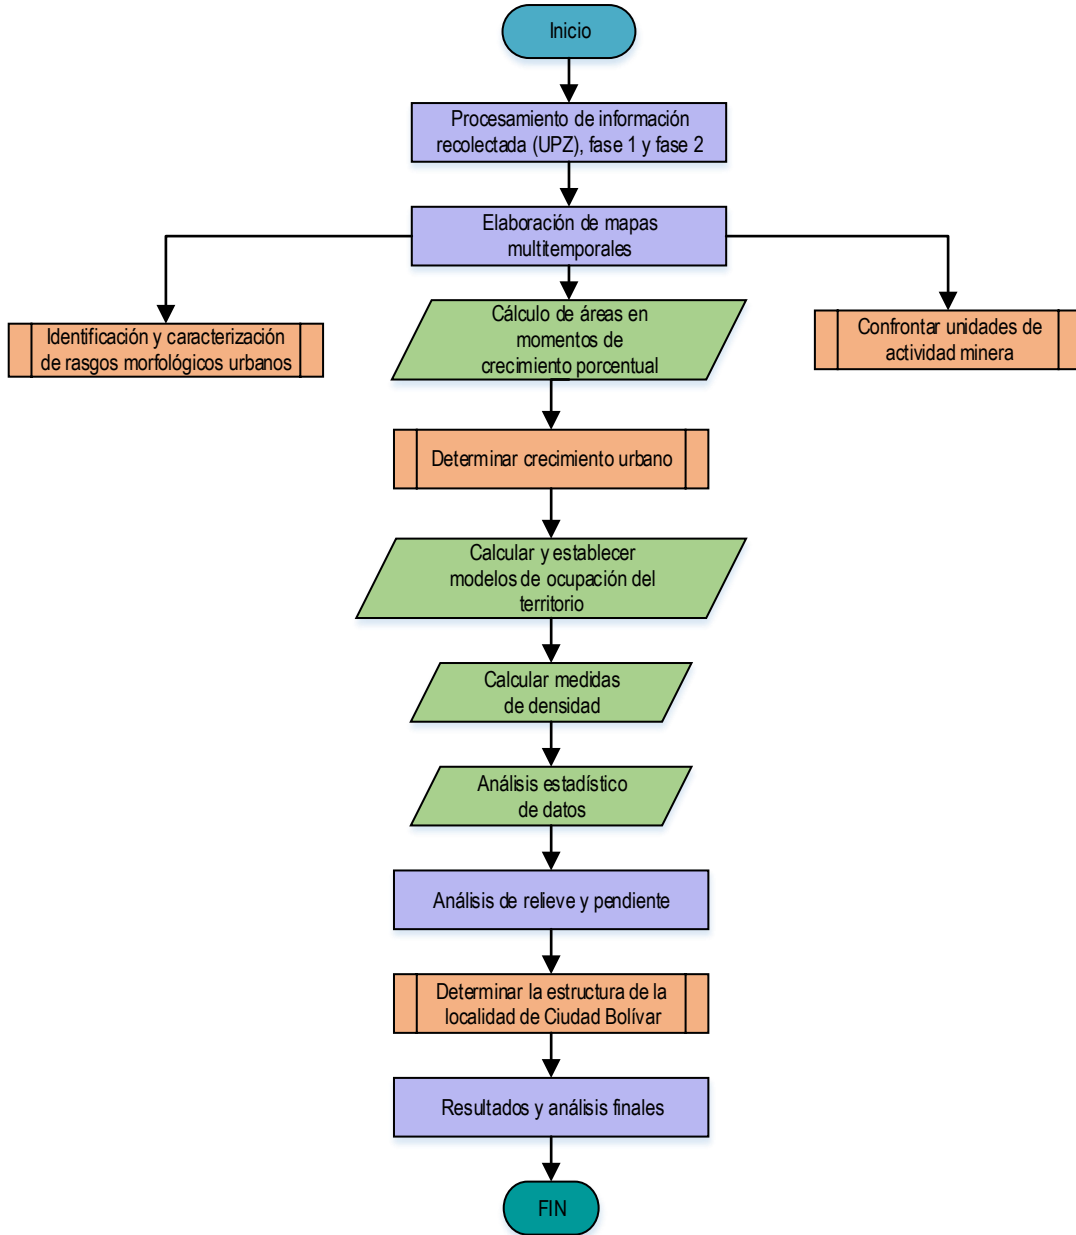 Inicio
Procesamiento de información
recolectada (UPZ), fase 1 y fase 2
Elaboración de mapas
multitemporales
Identificación y caracterización
de rasgos morfológicos urbanos
Cálculo de áreas en
momentos de
crecimiento porcentual
Confrontar unidades de
actividad minera
Determinar crecimiento urbano
Calcular y establecer
modelos de ocupación del
territorio
Calcular medidas
de densidad
Análisis estadístico
de datos
Análisis de relieve y pendiente
Determinar la estructura de la
localidad de Ciudad Bolívar
Resultados y análisis finales
FIN